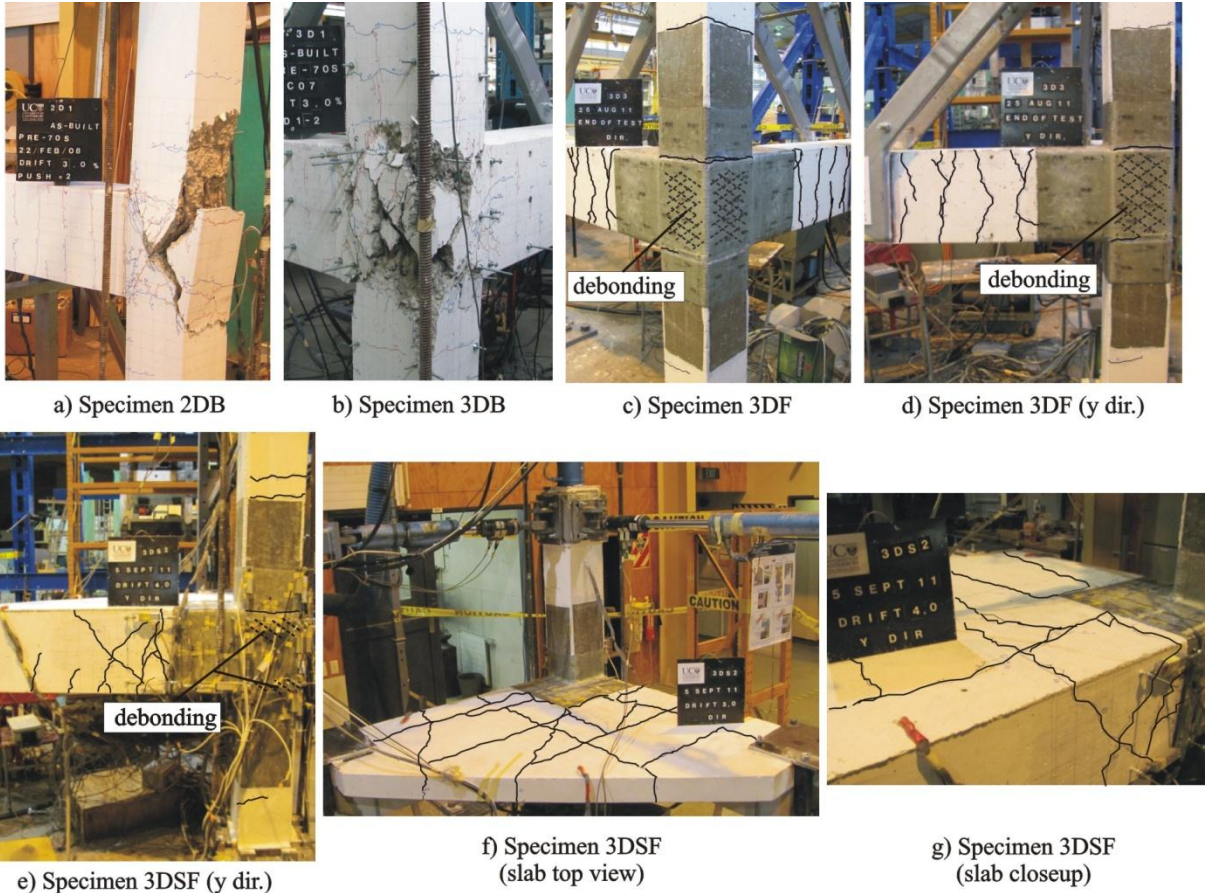 UC
2D1
AS-BUILT
PRE-70S
22/FEB/08
DRIFT 3.0%
PUSH ×2
3D1
S-BUILT
RE-70S
C07
T 3.0%
D1-2
3D3
25 AUG 11
END OF TEST
Y DIR.
debonding
3D3
25 AUG 11
END OF TEST
Y DIR.
debonding
a) Specimen 2DB
b) Specimen 3DB
c) Specimen 3DF
d) Specimen 3DF (y dir.)
UC
3DS2
SEPT 11
DRIFT 4.0
Y DIR
debonding
e) Specimen 3DSF (y dir.)
CAUTION
CAUTION
UC
3DS2
5 SEPT 11
DRIFT 3.0
DIR
f) Specimen 3DSF
(slab top view)
UC
3DS2
5 SEPT 11
DRIFT 4.0
Y DIR
g) Specimen 3DSF
(slab closeup)